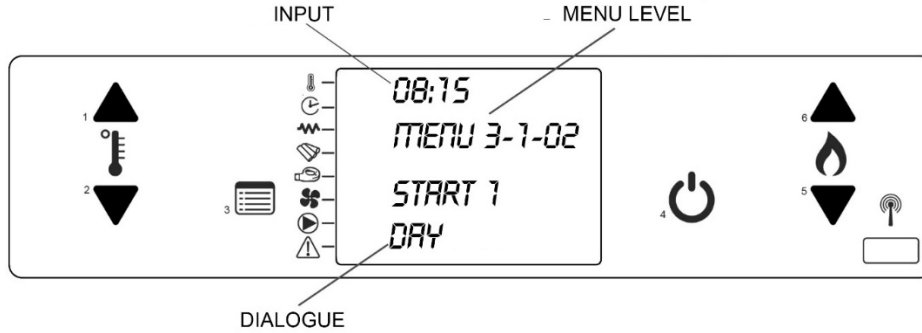 INPUT
MENU LEVEL
1
2
3
08:15
MENU 3-1-02
START 1
DAY
4
6
5
DIALOGUE